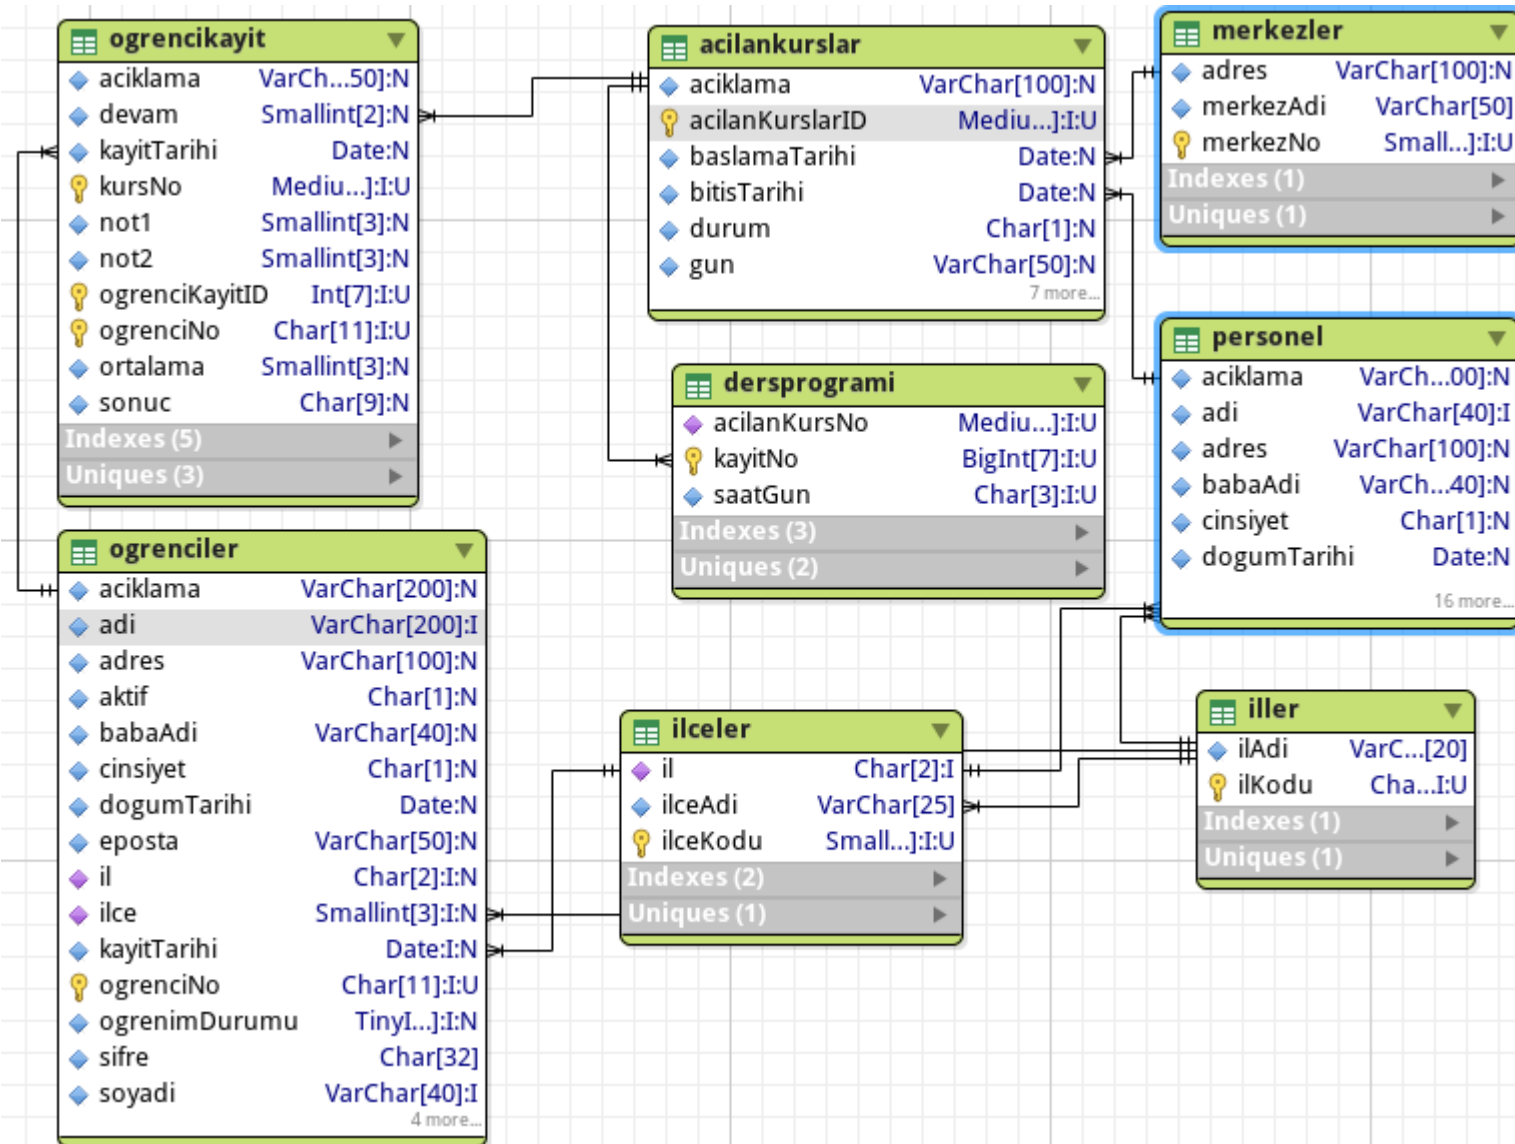 ogrencikayit
aciklama VarCh...50]:N
devam Smallint[2]:N
kayitTarihi Date:N
kursNo Mediu...]:I:U
not1 Smallint[3]:N
not2 Smallint[3]:N
ogrenciKayitID Int[7]:I:U
ogrenciNo Char[11]:I:U
ortalama Smallint[3]:N
sonuc Char[9]:N
Indexes (5)
Uniques (3)
acilankurslar
aciklama VarChar[100]:N
acilanKurslarID Mediu...]:I:U
baslamaTarihi Date:N
bitisTarihi Date:N
durum Char[1]:N
gun VarChar[50]:N
7 more...
merkezler
adres VarChar[100]:N
merkezAdi VarChar[50]
merkezNo Small...]:I:U
Indexes (1)
Uniques (1)
dersprogrami
acilanKursNo Mediu...]:I:U
kayitNo BigInt[7]:I:U
saatGun Char[3]:I:U
Indexes (3)
Uniques (2)
personel
aciklama VarCh...00]:N
adi VarChar[40]:I
adres VarChar[100]:N
babaAdi VarCh...40]:N
cinsiyet Char[1]:N
dogumTarihi Date:N
16 more...
ogrenciler
aciklama VarChar[200]:N
adi VarChar[200]:I
adres VarChar[100]:N
aktif Char[1]:N
babaAdi VarChar[40]:N
cinsiyet Char[1]:N
dogumTarihi Date:N
eposta VarChar[50]:N
il Char[2]:I:N
ilce Smallint[3]:I:N
kayitTarihi Date:I:N
ogrenciNo Char[11]:I:U
ogrenimDurumu TinyI...]:I:N
sifre Char[32]
soyadi VarChar[40]:I
4 more...
ilceler
il Char[2]:I
ilceAdi VarChar[25]
ilceKodu Small...]:I:U
Indexes (2)
Uniques (1)
iller
ilAdi VarC...[20]
ilKodu Cha...I:U
Indexes (1)
Uniques (1)